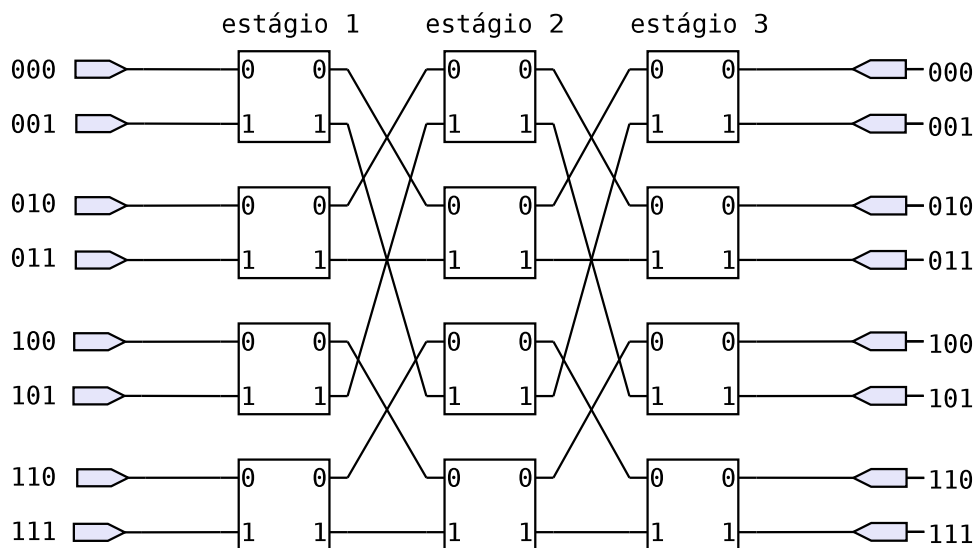 estágio 1 estágio 2 estágio 3
000 0 0 0 0 0 0 000
001 1 1 1 1 1 1 001
010 0 0 0 0 0 0 010
011 1 1 1 1 1 1 011
100 0 0 0 0 0 0 100
101 1 1 1 1 1 1 101
110 0 0 0 0 0 0 110
111 1 1 1 1 1 1 111